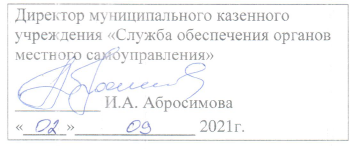 Директор муниципального казенного
учреждения «Служба обеспечения органов
местного самоуправления»
И.А. Абросимова
« 02 » 09 2021г.